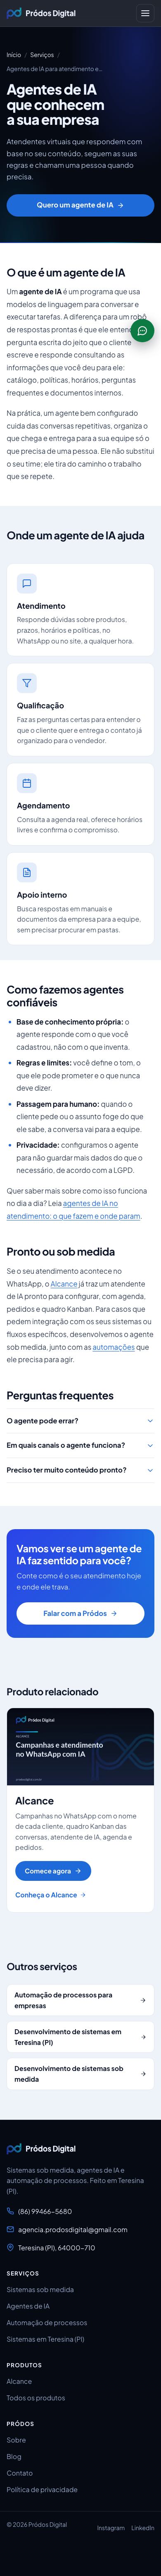 Pródos Digital
Início / Serviços /
Agentes de IA para atendimento e...
Agentes de IA
que conhecem
a sua empresa
Atendentes virtuais que respondem com
base no seu conteúdo, seguem as suas
regras e chamam uma pessoa quando
precisa.
Quero um agente de IA →
O que é um agente de IA
Um agente de IA é um programa que usa
modelos de linguagem para conversar e
executar tarefas. A diferença para um robô
de respostas prontas é que ele entende a
pergunta escrita do jeito que o cliente
escreve e responde consultando as
informações que você deu para ele:
catálogo, políticas, horários, perguntas
frequentes e documentos internos.
Na prática, um agente bem configurado
cuida das conversas repetitivas, organiza o
que chega e entrega para a sua equipe só o
que precisa de uma pessoa. Ele não substitui
o seu time; ele tira do caminho o trabalho
que se repete.
Onde um agente de IA ajuda
Atendimento
Responde dúvidas sobre produtos,
prazos, horários e políticas, no
WhatsApp ou no site, a qualquer hora.
Qualificação
Faz as perguntas certas para entender o
que o cliente quer e entrega o contato já
organizado para o vendedor.
Agendamento
Consulta a agenda real, oferece horários
livres e confirma o compromisso.
Apoio interno
Busca respostas em manuais e
documentos da empresa para a equipe,
sem precisar procurar em pastas.
Como fazemos agentes
confiáveis
Base de conhecimento própria: o
agente responde com o que você
cadastrou, não com o que inventa.
Regras e limites: você define o tom, o
que ele pode prometer e o que nunca
deve dizer.
Passagem para humano: quando o
cliente pede ou o assunto foge do que
ele sabe, a conversa vai para a equipe.
Privacidade: configuramos o agente
para não guardar mais dados do que o
necessário, de acordo com a LGPD.
Quer saber mais sobre como isso funciona
no dia a dia? Leia agentes de IA no
atendimento: o que fazem e onde param.
Pronto ou sob medida
Se o seu atendimento acontece no
WhatsApp, o Alcance já traz um atendente
de IA pronto para configurar, com agenda,
pedidos e quadro Kanban. Para casos que
pedem integração com os seus sistemas ou
fluxos específicos, desenvolvemos o agente
sob medida, junto com as automações que
ele precisa para agir.
Perguntas frequentes
O agente pode errar?
Em quais canais o agente funciona?
Preciso ter muito conteúdo pronto?
Vamos ver se um agente de
IA faz sentido para você?
Conte como é o seu atendimento hoje
e onde ele trava.
Falar com a Pródos →
Produto relacionado
Pródos Digital
ALCANCE
Campanhas e atendimento
no WhatsApp com IA
Alcance
Campanhas no WhatsApp com o nome
de cada cliente, quadro Kanban das
conversas, atendente de IA, agenda e
pedidos.
Comece agora →
Conheça o Alcance →
Outros serviços
Automação de processos para
empresas →
Desenvolvimento de sistemas em
Teresina (PI) →
Desenvolvimento de sistemas sob
medida →
Pródos Digital
Sistemas sob medida, agentes de IA e
automação de processos. Feito em Teresina
(PI).
(86) 99466-5680
agencia.prodosdigital@gmail.com
Teresina (PI), 64000-710
SERVIÇOS
Sistemas sob medida
Agentes de IA
Automação de processos
Sistemas em Teresina (PI)
PRODUTOS
Alcance
Todos os produtos
PRÓDOS
Sobre
Blog
Contato
Política de privacidade
© 2026 Pródos Digital
Instagram LinkedIn